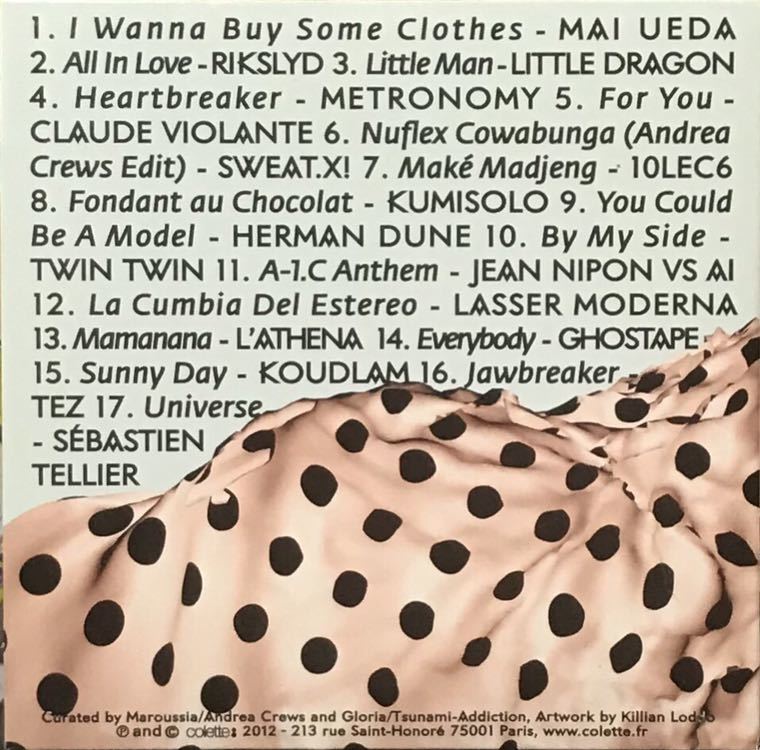 1. I Wanna Buy Some Clothes - MAI UEDA
2. All In Love - RIKSLYD 3. Little Man - LITTLE DRAGON
4. Heartbreaker - METRONOMY 5. For You -
CLAUDE VIOLANTE 6. Nuflex Cowabunga (Andrea
Crews Edit) - SWEAT.X! 7. Maké Madjeng - 10LEC6
8. Fondant au Chocolat - KUMISOLO 9. You Could
Be A Model - HERMAN DUNE 10. By My Side -
TWIN TWIN 11. A-1.C Anthem - JEAN NIPON VS AI
12. La Cumbia Del Estereo - LASSER MODERNA
13. Mamanana - L'ATHENA 14. Everybody - GHOSTAPE
15. Sunny Day - KOUDLAM 16. Jawbreaker -
TEZ 17. Universe
- SÉBASTIEN
TELLIER
Curated by Maroussia/Andrea Crews and Gloria/Tsunami-Addiction, Artwork by Killian
℗ and © colette: 2012 - 213 rue Saint-Honoré 75001 Paris, www.colette.fr